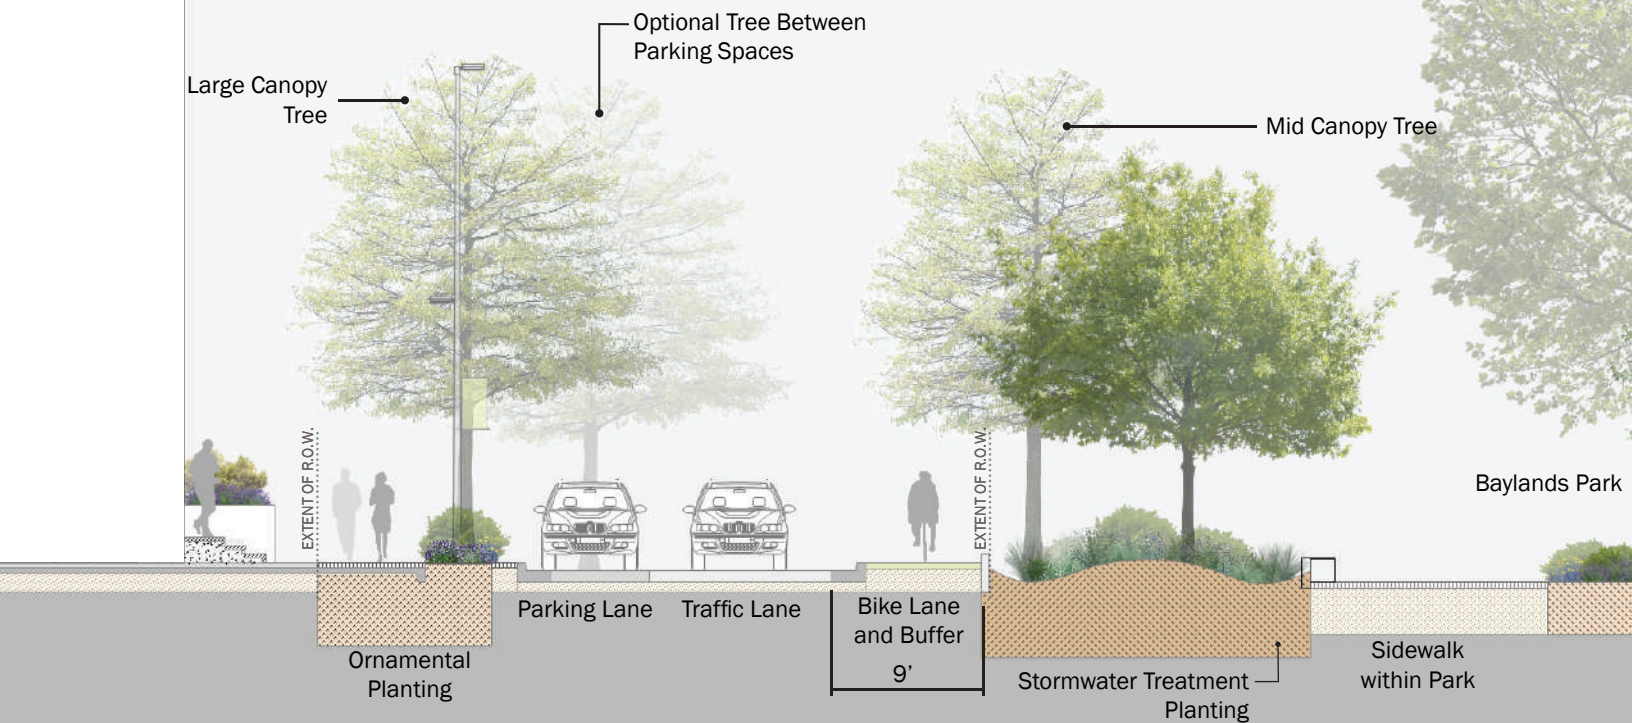 Optional Tree Between
Parking Spaces
Large Canopy
Tree
Mid Canopy Tree
EXTENT OF R.O.W.
EXTENT OF R.O.W.
Baylands Park
Parking Lane
Traffic Lane
Bike Lane
and Buffer
9’
Ornamental
Planting
Stormwater Treatment
Planting
Sidewalk
within Park